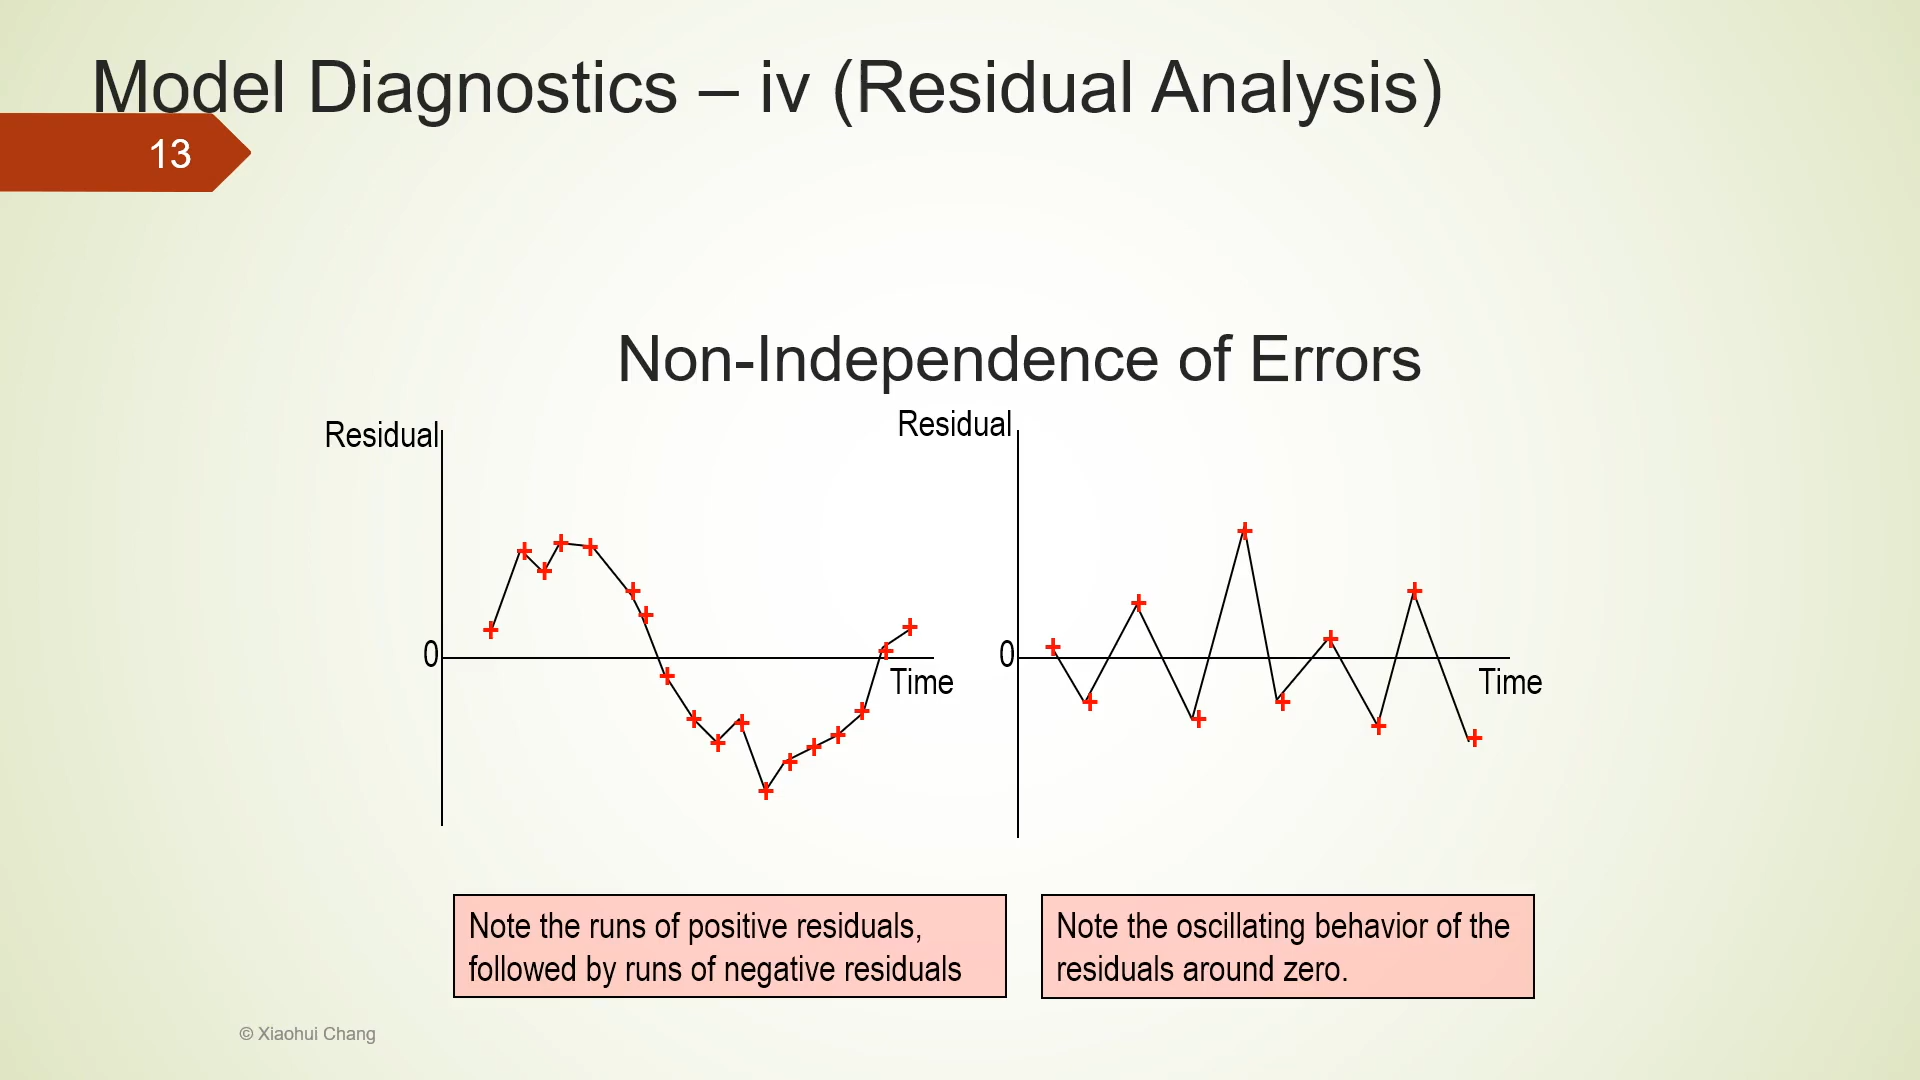 Model Diagnostics – iv (Residual Analysis)
13
Non-Independence of Errors
Residual
0
Time
Residual
0
Time
Note the runs of positive residuals,
followed by runs of negative residuals
Note the oscillating behavior of the
residuals around zero.
© Xiaohui Chang